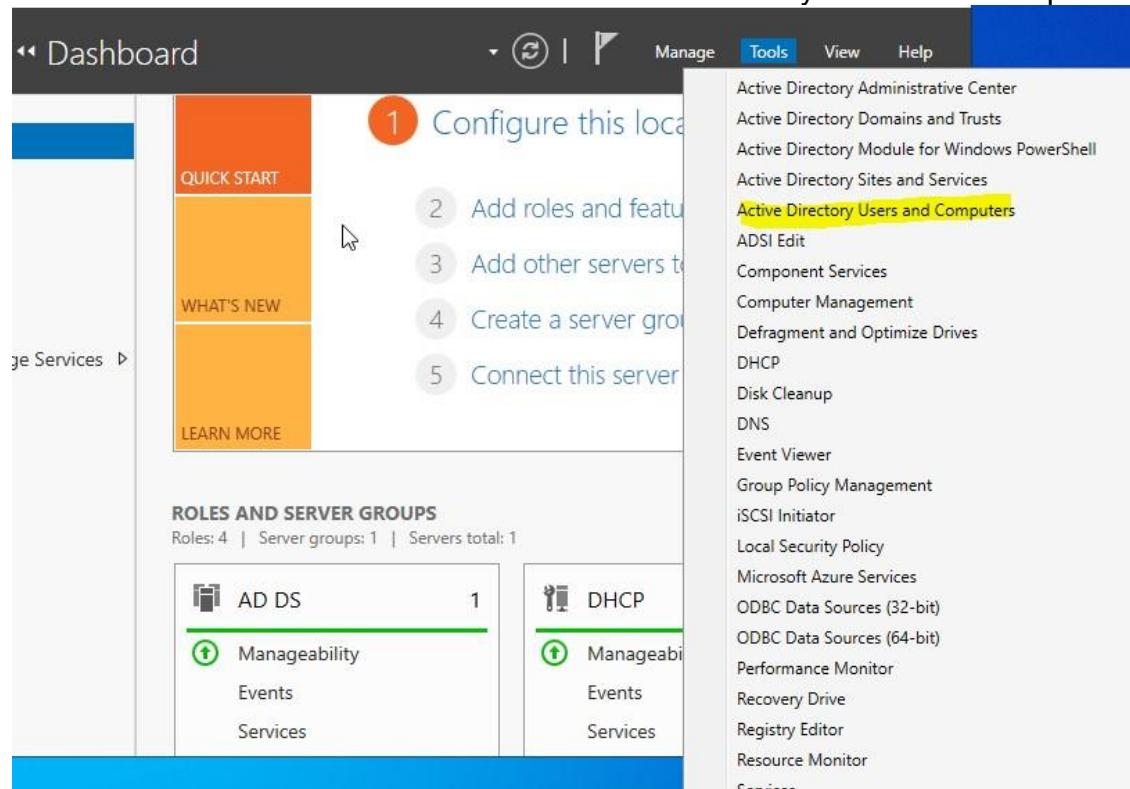 Dashboard
Manage Tools View Help
QUICK START
WHAT'S NEW
LEARN MORE
1 Configure this loca
2 Add roles and featu
3 Add other servers t
4 Create a server grou
5 Connect this server
ge Services
ROLES AND SERVER GROUPS
Roles: 4 | Server groups: 1 | Servers total: 1
AD DS 1
Manageability
Events
Services
DHCP
Manageabi
Events
Services
Active Directory Administrative Center
Active Directory Domains and Trusts
Active Directory Module for Windows PowerShell
Active Directory Sites and Services
Active Directory Users and Computers
ADSI Edit
Component Services
Computer Management
Defragment and Optimize Drives
DHCP
Disk Cleanup
DNS
Event Viewer
Group Policy Management
iSCSI Initiator
Local Security Policy
Microsoft Azure Services
ODBC Data Sources (32-bit)
ODBC Data Sources (64-bit)
Performance Monitor
Recovery Drive
Registry Editor
Resource Monitor